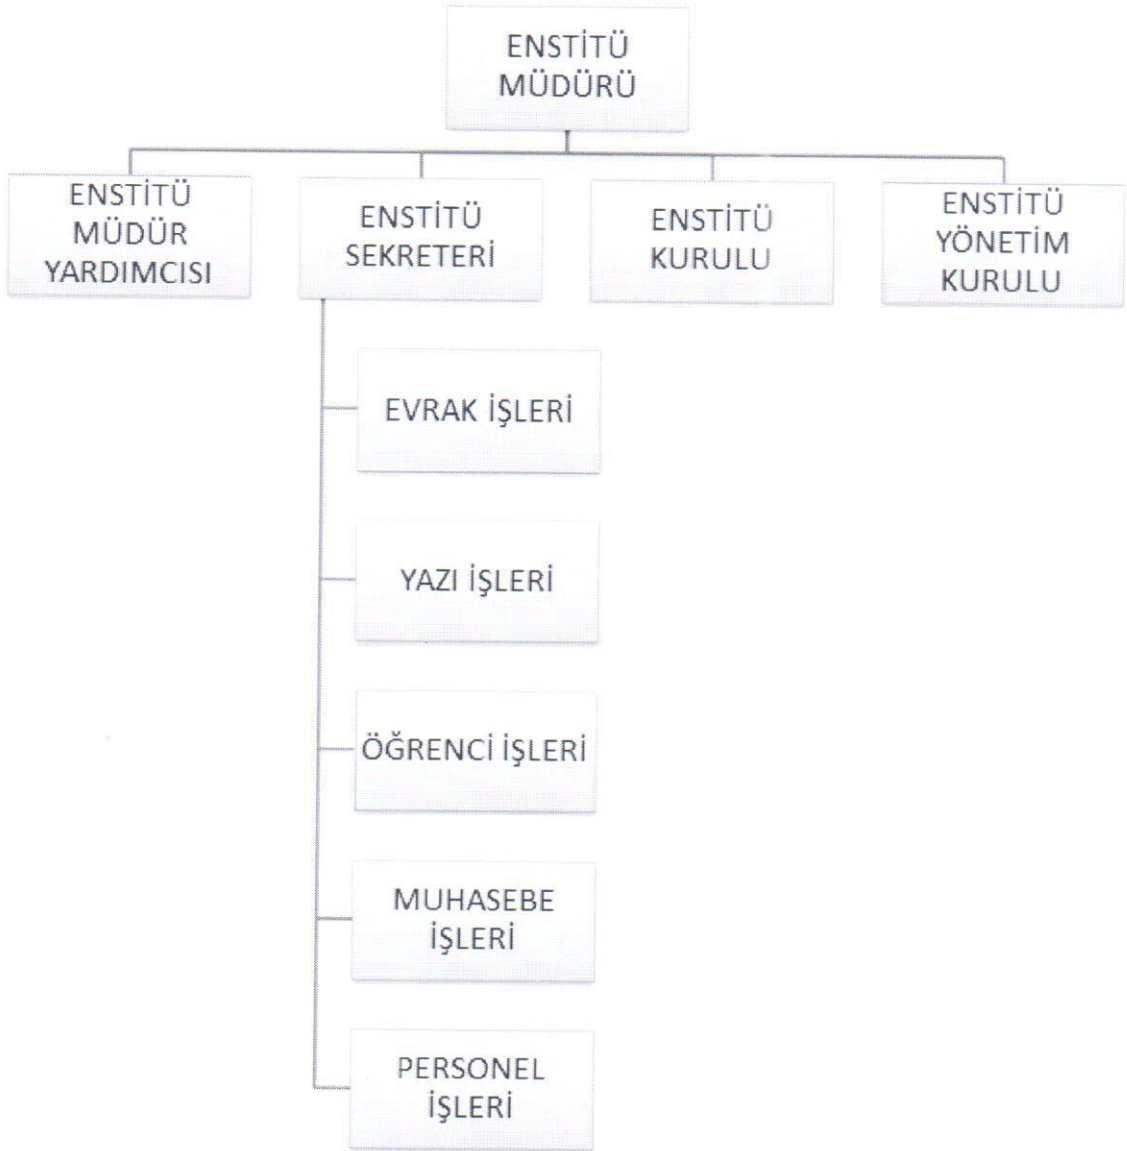 ENSTİTÜ
MÜDÜRÜ
ENSTİTÜ
MÜDÜR
YARDIMCISI
ENSTİTÜ
SEKRETERİ
ENSTİTÜ
KURULU
ENSTİTÜ
YÖNETİM
KURULU
EVRAK İŞLERİ
YAZI İŞLERİ
ÖĞRENCİ İŞLERİ
MUHASEBE
İŞLERİ
PERSONEL
İŞLERİ